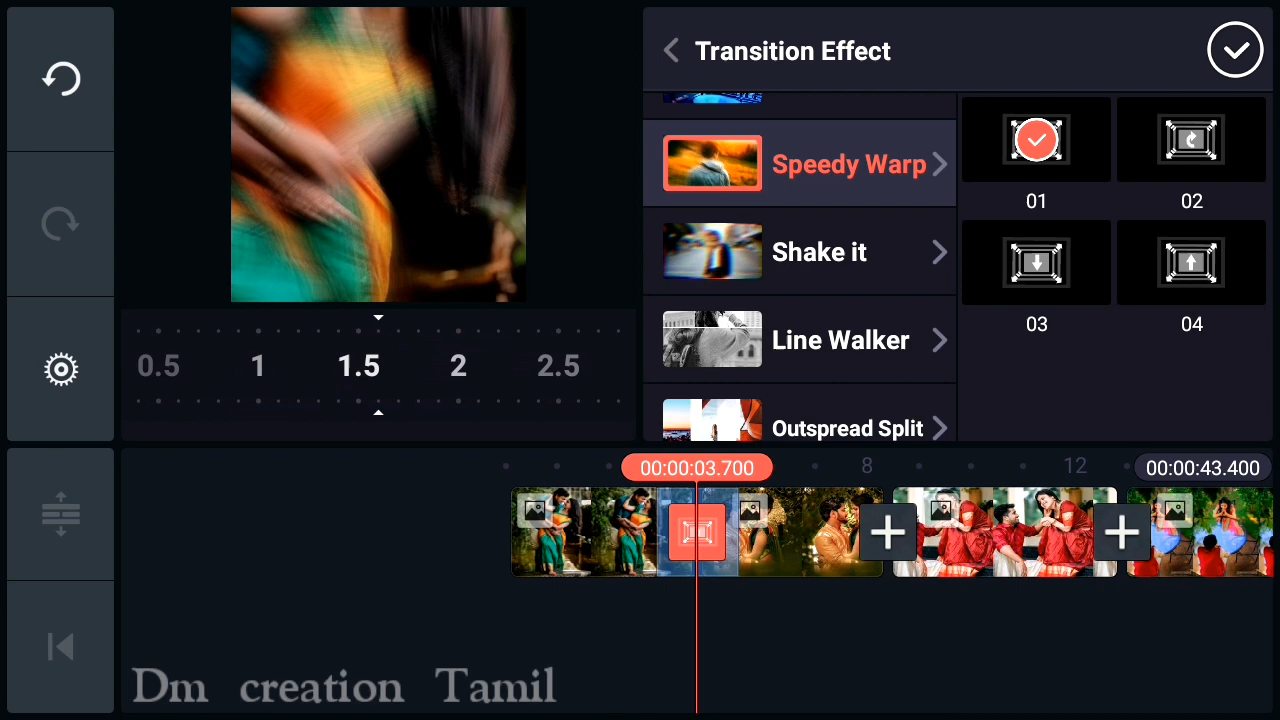 Transition Effect
Speedy Warp
Shake it
Line Walker
Outspread Split
01
02
03
04
0.5 1 1.5 2 2.5
00:00:03.700 8 12 00:00:43.400
Dm creation Tamil